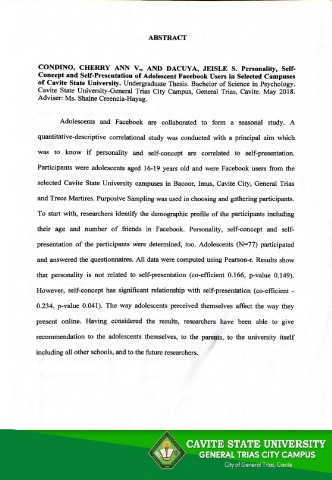 ABSTRACT
CONDINO, CHERRY ANN V., AND DACUYA, JEISLE S. Personality, Self-
Concept and Self-Presentation of Adolescent Facebook Users in Selected Campuses
of Cavite State University. Undergraduate Thesis. Bachelor of Science in Psychology.
Cavite State University-General Trias City Campus, General Trias, Cavite. May 2018.
Adviser: Ms. Shaine Creencia-Hayag.
Adolescents and Facebook are collaborated to form a seasonal study. A
quantitative-descriptive correlational study was conducted with a principal aim which
was to know if personality and self-concept are correlated to self-presentation.
Participants were adolescents aged 16-19 years old and were Facebook users from the
selected Cavite State University campuses in Bacoor, Imus, Cavite City, General Trias
and Trece Martires. Purposive Sampling was used in choosing and gathering participants.
To start with, researchers identify the demographic profile of the participants including
their age and number of friends in Facebook. Personality, self-concept and self-
presentation of the participants were determined, too. Adolescents (N=77) participated
and answered the questionnaires. All data were computed using Pearson-r. Results show
that personality is not related to self-presentation (co-efficient 0.166, p-value 0.149).
However, self-concept has significant relationship with self-presentation (co-efficient -
0.234, p-value 0.041). The way adolescents perceived themselves affect the way they
present online. Having considered the results, researchers have been able to give
recommendation to the adolescents themselves, to the parents, to the university itself
including all other schools, and to the future researchers.
CAVITE STATE UNIVERSITY
GENERAL TRIAS CITY CAMPUS
City of General Trias, Cavite